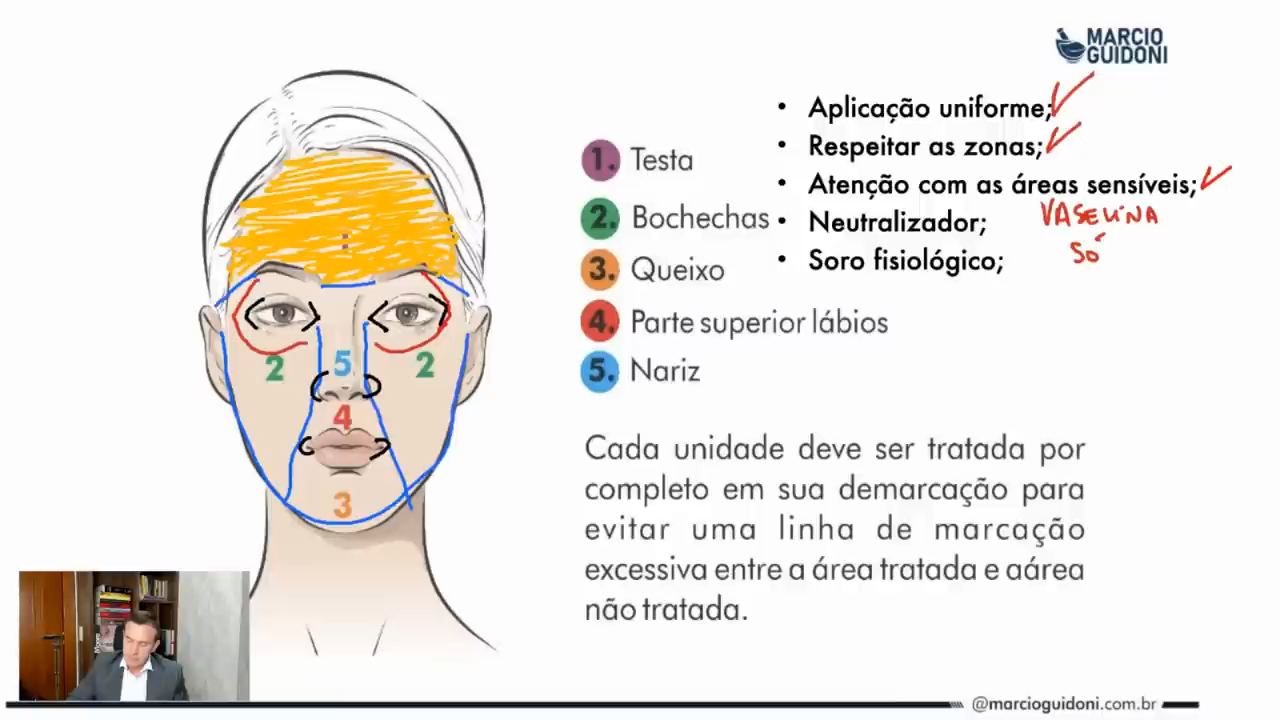 MARCIO
GUIDONI
• Aplicação uniforme;
• Respeitar as zonas;
• Atenção com as áreas sensíveis;
VASELINA
SÓ
• Neutralizador;
• Soro fisiológico;
1. Testa
2. Bochechas
3. Queixo
4. Parte superior lábios
5. Nariz
1
2 5 2
4
3
Cada unidade deve ser tratada por
completo em sua demarcação para
evitar uma linha de marcação
excessiva entre a área tratada e aárea
não tratada.
@marcioguidoni.com.br